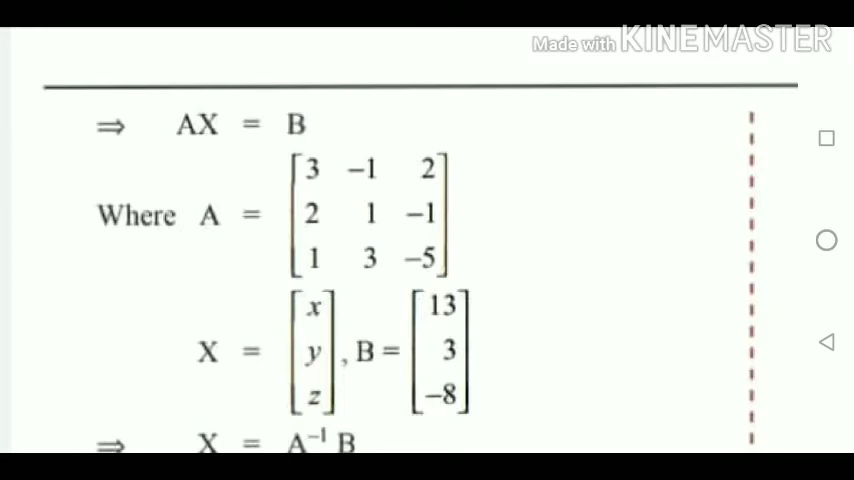 Made with KINEMASTER
⇒ AX = B
Where A = [3 −1 2
2 1 −1
1 3 −5]
X = [x
y
z] , B = [13
3
−8]
⇒ X = A⁻¹ B